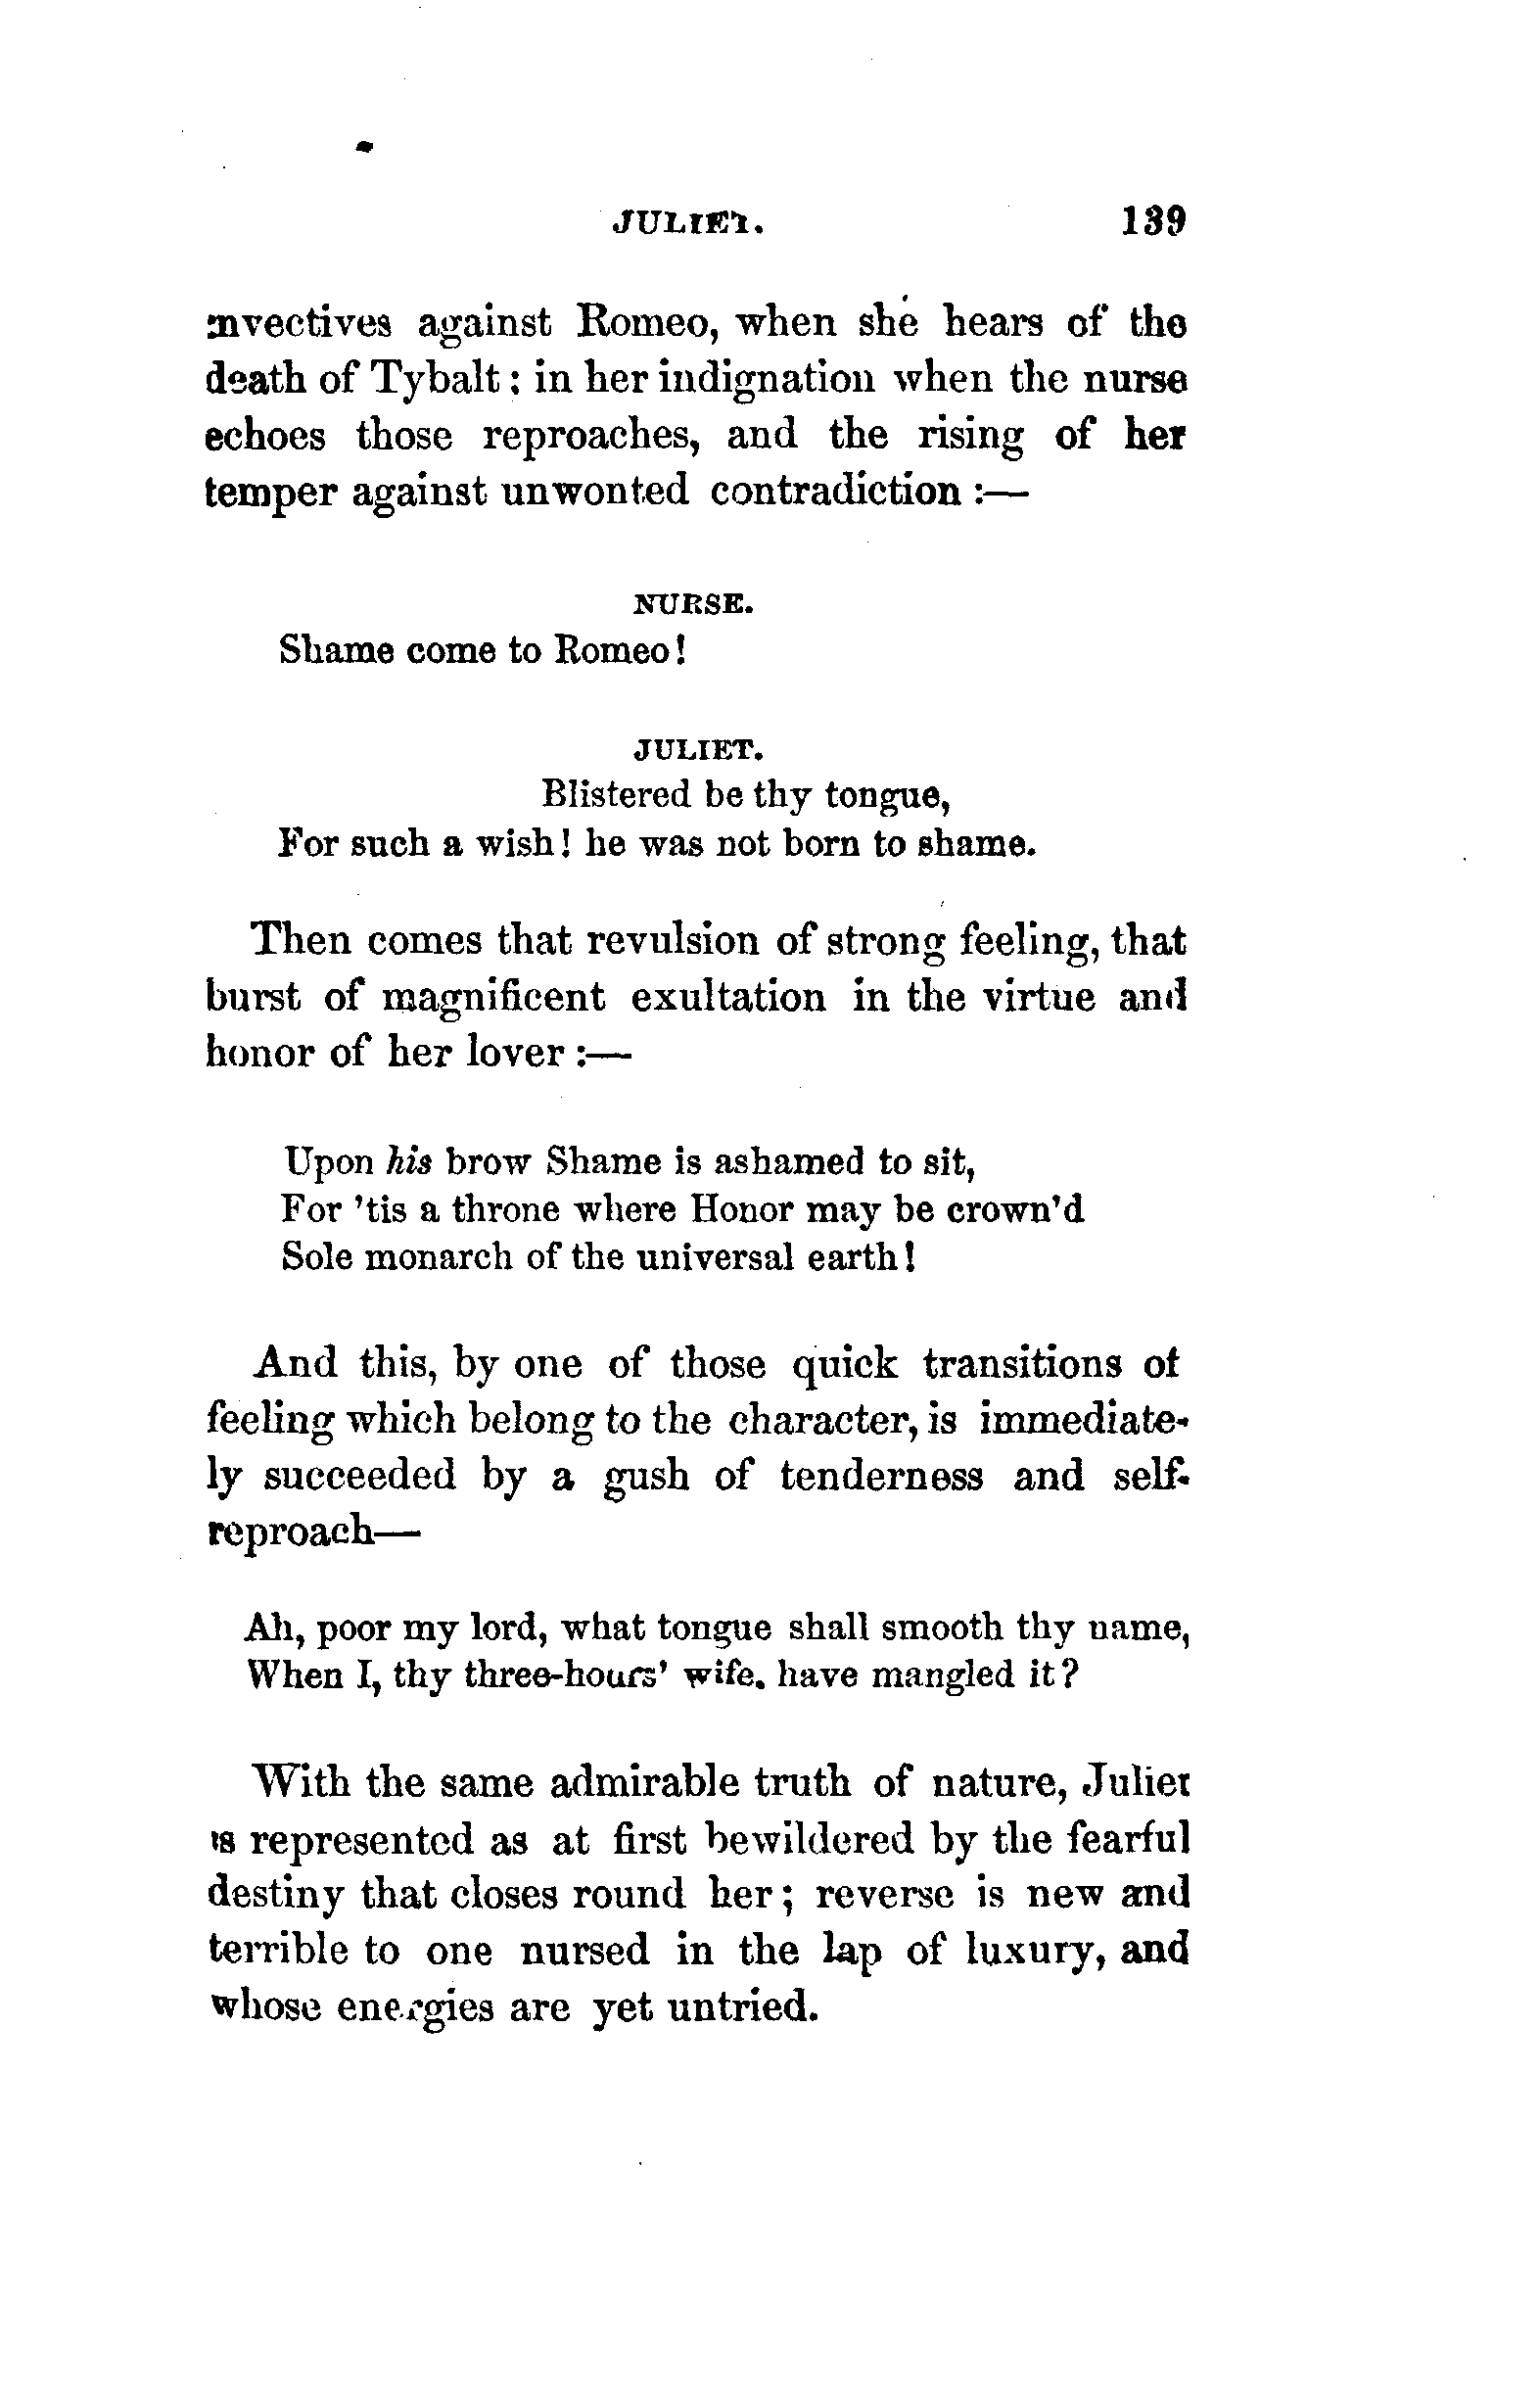 JULIET. 139
invectives against Romeo, when she hears of the
death of Tybalt; in her indignation when the nurse
echoes those reproaches, and the rising of her
temper against unwonted contradiction :—
NURSE.
Shame come to Romeo!
JULIET.
Blistered be thy tongue,
For such a wish! he was not born to shame.
Then comes that revulsion of strong feeling, that
burst of magnificent exultation in the virtue and
honor of her lover :—
Upon his brow Shame is ashamed to sit,
For 'tis a throne where Honor may be crown'd
Sole monarch of the universal earth!
And this, by one of those quick transitions of
feeling which belong to the character, is immediate-
ly succeeded by a gush of tenderness and self-
reproach—
Ah, poor my lord, what tongue shall smooth thy name,
When I, thy three-hours' wife, have mangled it?
With the same admirable truth of nature, Juliet
is represented as at first bewildered by the fearful
destiny that closes round her; reverse is new and
terrible to one nursed in the lap of luxury, and
whose energies are yet untried.